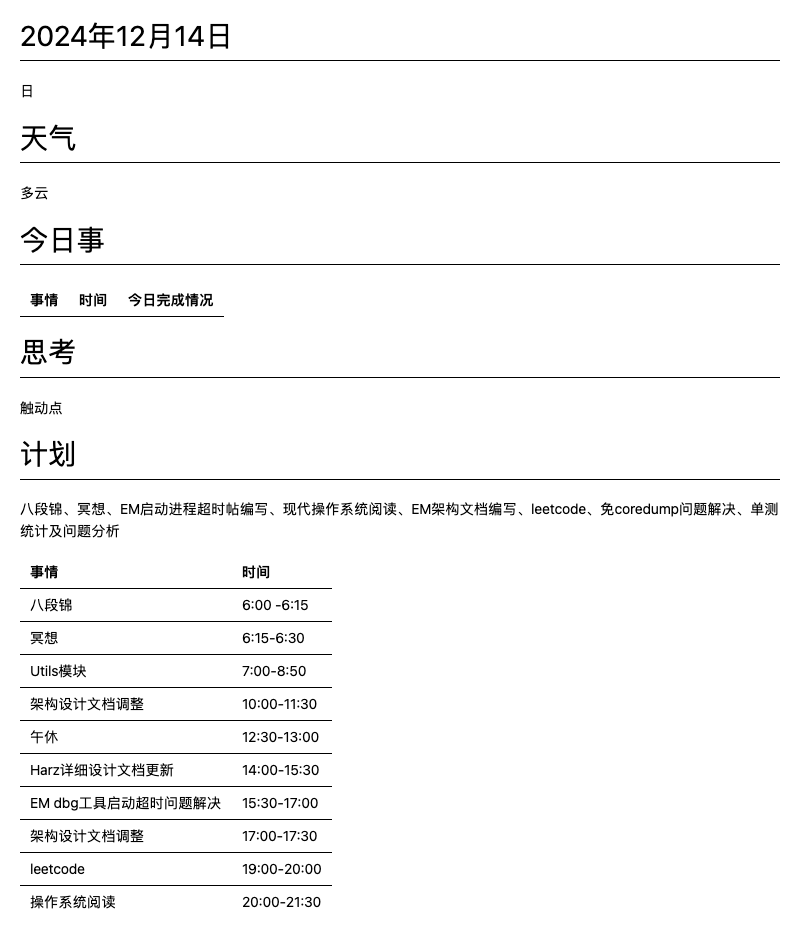 2024年12月14日
日
天气
多云
今日事
事情 时间 今日完成情况
思考
触动点
计划
八段锦、冥想、EM启动进程超时帖编写、现代操作系统阅读、EM架构文档编写、leetcode、免coredump问题解决、单测
统计及问题分析
事情 时间
八段锦 6:00 -6:15
冥想 6:15-6:30
Utils模块 7:00-8:50
架构设计文档调整 10:00-11:30
午休 12:30-13:00
Harz详细设计文档更新 14:00-15:30
EM dbg工具启动超时问题解决 15:30-17:00
架构设计文档调整 17:00-17:30
leetcode 19:00-20:00
操作系统阅读 20:00-21:30